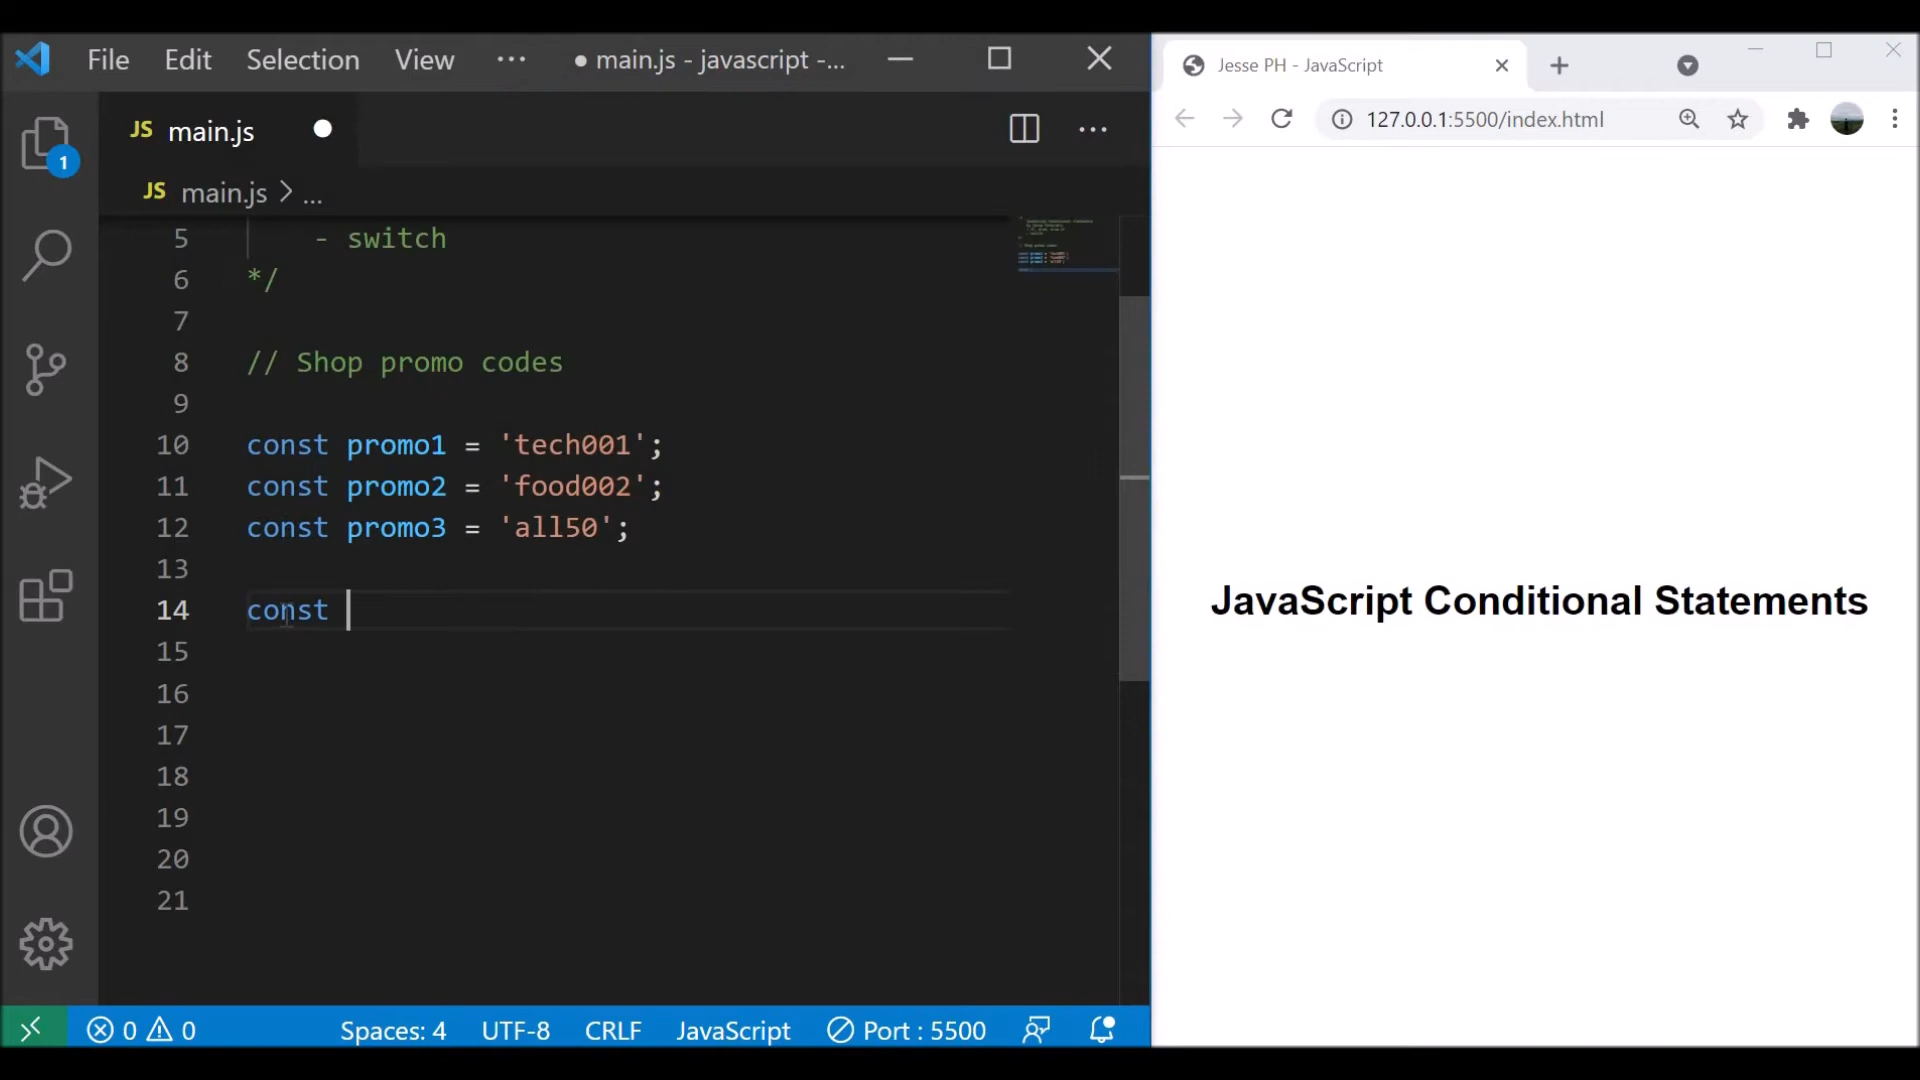 File Edit Selection View ··· ● main.js - javascript -...
JS main.js
JS main.js > ...
5 - switch
6 */
7
8 // Shop promo codes
9
10 const promo1 = 'tech001';
11 const promo2 = 'food002';
12 const promo3 = 'all50';
13
14 const
15
16
17
18
19
20
21
1
0 0 Spaces: 4 UTF-8 CRLF JavaScript Port : 5500
Jesse PH - JavaScript
127.0.0.1:5500/index.html
JavaScript Conditional Statements